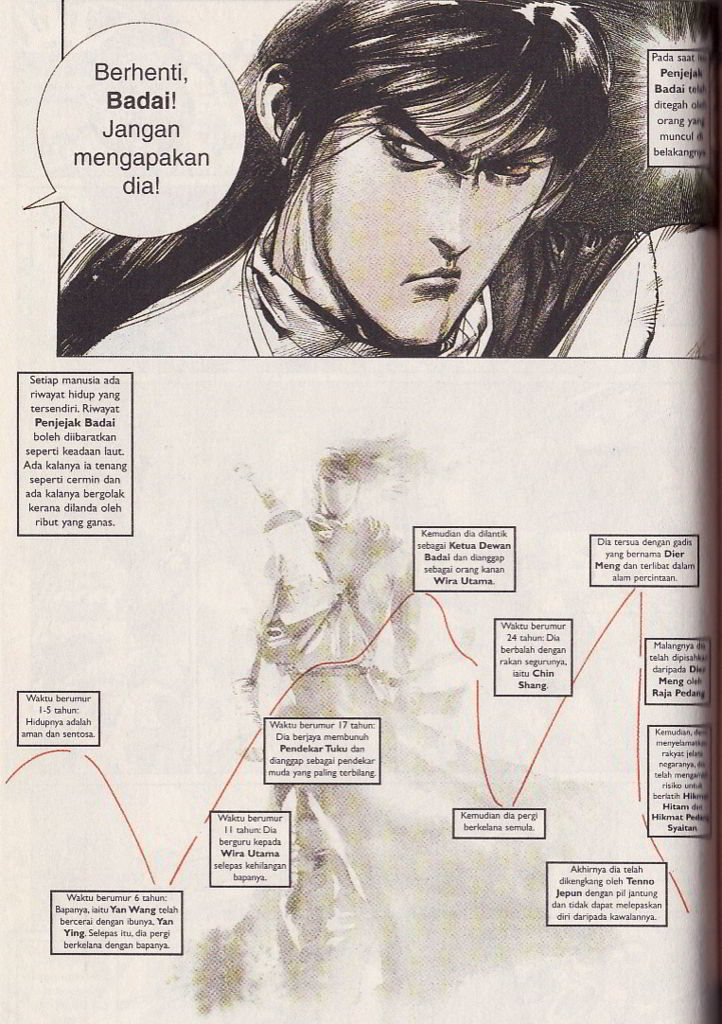 Berhenti,
Badai!
Jangan
mengapakan
dia!
Pada saat
Penjejak
Badai
ditegah
orang
muncul
belakangnya
Setiap manusia ada
riwayat hidup yang
tersendiri. Riwayat
Penjejak Badai
boleh diibaratkan
seperti keadaan laut.
Ada kalanya ia tenang
seperti cermin dan
ada kalanya bergolak
kerana dilanda oleh
ribut yang ganas.
Waktu berumur
1-5 tahun:
Hidupnya adalah
aman dan sentosa.
Waktu berumur 6 tahun:
Bapanya, iaitu Yan Wang telah
bercerai dengan ibunya, Yan
Ying. Selepas itu, dia pergi
berkelana dengan bapanya.
Waktu berumur
11 tahun: Dia
berguru kepada
Wira Utama
selepas kehilangan
bapanya.
Waktu berumur 17 tahun:
Dia berjaya membunuh
Pendekar Tuku dan
dianggap sebagai pendekar
muda yang paling terbilang.
Kemudian dia dilantik
sebagai Ketua Dewan
Badai dan dianggap
sebagai orang kanan
Wira Utama.
Waktu berumur
24 tahun: Dia
berbalah dengan
rakan segurunya,
iaitu Chin
Shang.
Kemudian dia pergi
berkelana semula.
Dia tersua dengan gadis
yang bernama Dier
Meng dan terlibat dalam
alam percintaan.
Malangnya
telah dipisahkan
daripada Dier
Meng oleh
Raja Pedang
Kemudian,
menyelamatkan
rakyat jelata
negaranya,
telah
risiko untuk
berlatih Hikmat
Hitam dan
Hikmat Pedang
Syaitan
Akhirnya dia telah
dikengkang oleh Tenno
Jepun dengan pil jantung
dan tidak dapat melepaskan
diri daripada kawalannya.